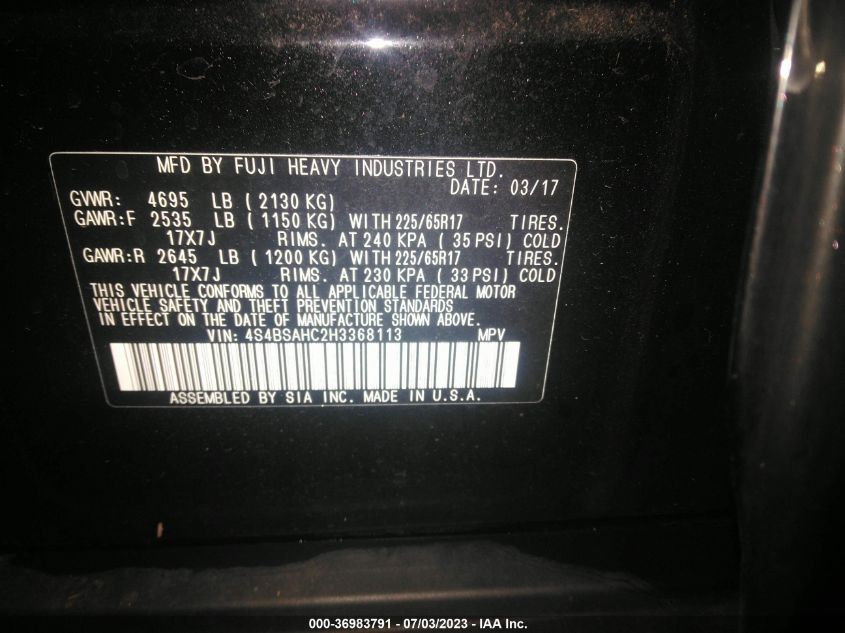 MFD BY FUJI HEAVY INDUSTRIES LTD.
DATE: 03/17
GVWR: 4695 LB ( 2130 KG)
GAWR:F 2535 LB ( 1150 KG) WITH 225/65R17 TIRES.
17X7J RIMS. AT 240 KPA ( 35 PSI) COLD
GAWR:R 2645 LB ( 1200 KG) WITH 225/65R17 TIRES.
17X7J RIMS. AT 230 KPA ( 33 PSI) COLD
THIS VEHICLE CONFORMS TO ALL APPLICABLE FEDERAL MOTOR
VEHICLE SAFETY AND THEFT PREVENTION STANDARDS
IN EFFECT ON THE DATE OF MANUFACTURE SHOWN ABOVE.
VIN: 4S4BSAHC2H3368113 MPV
ASSEMBLED BY SIA INC. MADE IN U.S.A.
000-36983791 - 07/03/2023 - IAA Inc.